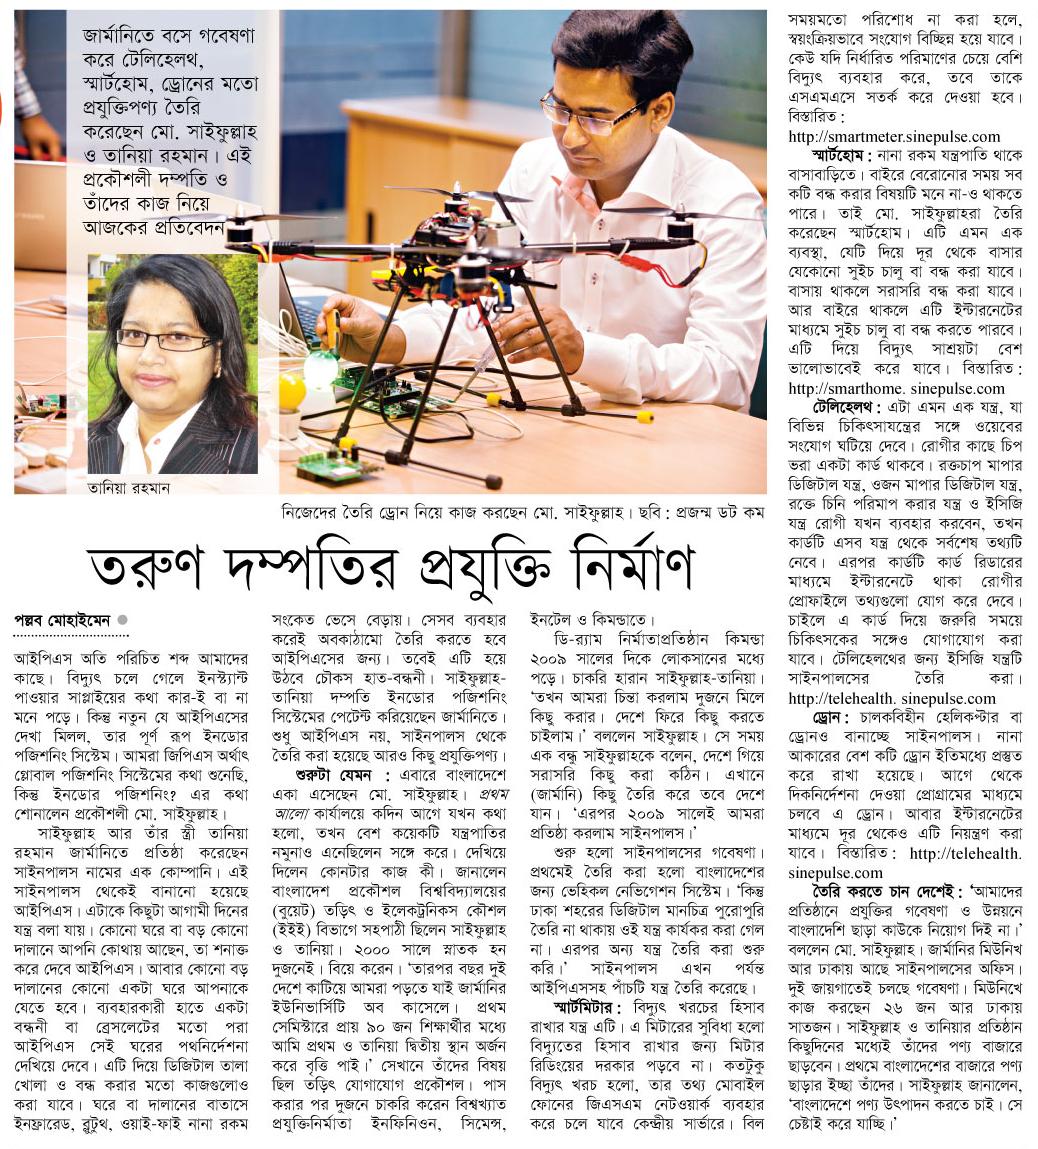 জার্মানিতে বসে গবেষণা
করে টেলিহেলথ,
স্মার্টহোম, ড্রোনের মতো
প্রযুক্তিপণ্য তৈরি
করেছেন মো. সাইফুল্লাহ
ও তানিয়া রহমান। এই
প্রকৌশলী দম্পতি ও
তাঁদের কাজ নিয়ে
আজকের প্রতিবেদন
তানিয়া রহমান
নিজেদের তৈরি ড্রোন নিয়ে কাজ করছেন মো. সাইফুল্লাহ। ছবি : প্রজন্ম ডট কম
তরুণ দম্পতির প্রযুক্তি নির্মাণ
পল্লব মোহাইমেন
আইপিএস অতি পরিচিত শব্দ আমাদের
কাছে। বিদ্যুৎ চলে গেলে ইনস্ট্যান্ট
পাওয়ার সাপ্লাইয়ের কথা কার-ই বা না
মনে পড়ে। কিন্তু নতুন যে আইপিএসের
দেখা মিলল, তার পূর্ণ রূপ ইনডোর
পজিশনিং সিস্টেম। আমরা জিপিএস অর্থাৎ
গ্লোবাল পজিশনিং সিস্টেমের কথা শুনেছি,
কিন্তু ইনডোর পজিশনিং? এর কথা
শোনালেন প্রকৌশলী মো. সাইফুল্লাহ।
সাইফুল্লাহ আর তাঁর স্ত্রী তানিয়া
রহমান জার্মানিতে প্রতিষ্ঠা করেছেন
সাইনপালস নামের এক কোম্পানি। এই
সাইনপালস থেকেই বানানো হয়েছে
আইপিএস। এটাকে কিছুটা আগামী দিনের
যন্ত্র বলা যায়। কোনো ঘরে বা বড় কোনো
দালানে আপনি কোথায় আছেন, তা শনাক্ত
করে দেবে আইপিএস। আবার কোনো বড়
দালানের কোনো একটা ঘরে আপনাকে
যেতে হবে। ব্যবহারকারী হাতে একটা
বন্ধনী বা ব্রেসলেটের মতো পরা
আইপিএস সেই ঘরের পথনির্দেশনা
দেখিয়ে দেবে। এটি দিয়ে ডিজিটাল তালা
খোলা ও বন্ধ করার মতো কাজগুলোও
করা যাবে। ঘরে বা দালানের বাতাসে
ইনফ্রারেড, ব্লুটুথ, ওয়াই-ফাই নানা রকম
সংকেত ভেসে বেড়ায়। সেসব ব্যবহার
করেই অবকাঠামো তৈরি করতে হবে
আইপিএসের জন্য। তবেই এটি হয়ে
উঠবে চৌকস হাত-বন্ধনী। সাইফুল্লাহ-
তানিয়া দম্পতি ইনডোর পজিশনিং
সিস্টেমের পেটেন্ট করিয়েছেন জার্মানিতে।
শুধু আইপিএস নয়, সাইনপালস থেকে
তৈরি করা হয়েছে আরও কিছু প্রযুক্তিপণ্য।
শুরুটা যেমন : এবারে বাংলাদেশে
একা এসেছেন মো. সাইফুল্লাহ। প্রথম
আলো কার্যালয়ে কদিন আগে যখন কথা
হলো, তখন বেশ কয়েকটি যন্ত্রপাতির
নমুনাও এনেছিলেন সঙ্গে করে। দেখিয়ে
দিলেন কোনটার কাজ কী। জানালেন
বাংলাদেশ প্রকৌশল বিশ্ববিদ্যালয়ের
(বুয়েট) তড়িৎ ও ইলেকট্রনিকস কৌশল
(ইইই) বিভাগে সহপাঠী ছিলেন সাইফুল্লাহ
ও তানিয়া। ২০০০ সালে স্নাতক হন
দুজনেই। বিয়ে করেন। ‘তারপর বছর দুই
দেশে কাটিয়ে আমরা পড়তে যাই জার্মানির
ইউনিভার্সিটি অব কাসেলে। প্রথম
সেমিস্টারে প্রায় ৯০ জন শিক্ষার্থীর মধ্যে
আমি প্রথম ও তানিয়া দ্বিতীয় স্থান অর্জন
করে বৃত্তি পাই।’ সেখানে তাঁদের বিষয়
ছিল তড়িৎ যোগাযোগ প্রকৌশল। পাস
করার পর দুজনে চাকরি করেন বিশ্বখ্যাত
প্রযুক্তিনির্মাতা ইনফিনিওন, সিমেন্স,
ইনটেল ও কিমন্ডাতে।
ডি-র‍্যাম নির্মাতাপ্রতিষ্ঠান কিমন্ডা
২০০৯ সালের দিকে লোকসানের মধ্যে
পড়ে। চাকরি হারান সাইফুল্লাহ-তানিয়া।
‘তখন আমরা চিন্তা করলাম দুজনে মিলে
কিছু করার। দেশে ফিরে কিছু করতে
চাইলাম।’ বললেন সাইফুল্লাহ। সে সময়
এক বন্ধু সাইফুল্লাহকে বলেন, দেশে গিয়ে
সরাসরি কিছু করা কঠিন। এখানে
(জার্মানি) কিছু তৈরি করে তবে দেশে
যান। ‘এরপর ২০০৯ সালেই আমরা
প্রতিষ্ঠা করলাম সাইনপালস।’
শুরু হলো সাইনপালসের গবেষণা।
প্রথমেই তৈরি করা হলো বাংলাদেশের
জন্য ভেহিকল নেভিগেশন সিস্টেম। ‘কিন্তু
ঢাকা শহরের ডিজিটাল মানচিত্র পুরোপুরি
তৈরি না থাকায় ওই যন্ত্র কার্যকর করা গেল
না। এরপর অন্য যন্ত্র তৈরি করা শুরু
করি।’ সাইনপালস এখন পর্যন্ত
আইপিএসসহ পাঁচটি যন্ত্র তৈরি করেছে।
স্মার্টমিটার : বিদ্যুৎ খরচের হিসাব
রাখার যন্ত্র এটি। এ মিটারের সুবিধা হলো
বিদ্যুতের হিসাব রাখার জন্য মিটার
রিডিংয়ের দরকার পড়বে না। কতটুকু
বিদ্যুৎ খরচ হলো, তার তথ্য মোবাইল
ফোনের জিএসএম নেটওয়ার্ক ব্যবহার
করে চলে যাবে কেন্দ্রীয় সার্ভারে। বিল
সময়মতো পরিশোধ না করা হলে,
স্বয়ংক্রিয়ভাবে সংযোগ বিচ্ছিন্ন হয়ে যাবে।
কেউ যদি নির্ধারিত পরিমাণের চেয়ে বেশি
বিদ্যুৎ ব্যবহার করে, তবে তাকে
এসএমএসে সতর্ক করে দেওয়া হবে।
বিস্তারিত :
http://smartmeter.sinepulse.com
স্মার্টহোম : নানা রকম যন্ত্রপাতি থাকে
বাসাবাড়িতে। বাইরে বেরোনোর সময় সব
কটি বন্ধ করার বিষয়টি মনে না-ও থাকতে
পারে। তাই মো. সাইফুল্লাহরা তৈরি
করেছেন স্মার্টহোম। এটি এমন এক
ব্যবস্থা, যেটি দিয়ে দূর থেকে বাসার
যেকোনো সুইচ চালু বা বন্ধ করা যাবে।
বাসায় থাকলে সরাসরি বন্ধ করা যাবে।
আর বাইরে থাকলে এটি ইন্টারনেটের
মাধ্যমে সুইচ চালু বা বন্ধ করতে পারবে।
এটি দিয়ে বিদ্যুৎ সাশ্রয়টা বেশ
ভালোভাবেই করে যাবে। বিস্তারিত :
http://smarthome. sinepulse.com
টেলিহেলথ : এটা এমন এক যন্ত্র, যা
বিভিন্ন চিকিৎসাযন্ত্রের সঙ্গে ওয়েবের
সংযোগ ঘটিয়ে দেবে। রোগীর কাছে চিপ
ভরা একটা কার্ড থাকবে। রক্তচাপ মাপার
ডিজিটাল যন্ত্র, ওজন মাপার ডিজিটাল যন্ত্র,
রক্তে চিনি পরিমাপ করার যন্ত্র ও ইসিজি
যন্ত্র রোগী যখন ব্যবহার করবেন, তখন
কার্ডটি এসব যন্ত্র থেকে সর্বশেষ তথ্যটি
নেবে। এরপর কার্ডটি কার্ড রিডারের
মাধ্যমে ইন্টারনেটে থাকা রোগীর
প্রোফাইলে তথ্যগুলো যোগ করে দেবে।
চাইলে এ কার্ড দিয়ে জরুরি সময়ে
চিকিৎসকের সঙ্গেও যোগাযোগ করা
যাবে। টেলিহেলথের জন্য ইসিজি যন্ত্রটি
সাইনপালসের তৈরি করা।
http://telehealth. sinepulse.com
ড্রোন : চালকবিহীন হেলিকপ্টার বা
ড্রোনও বানাচ্ছে সাইনপালস। নানা
আকারের বেশ কটি ড্রোন ইতিমধ্যে প্রস্তুত
করে রাখা হয়েছে। আগে থেকে
দিকনির্দেশনা দেওয়া প্রোগ্রামের মাধ্যমে
চলবে এ ড্রোন। আবার ইন্টারনেটের
মাধ্যমে দূর থেকেও এটি নিয়ন্ত্রণ করা
যাবে। বিস্তারিত : http://telehealth.
sinepulse.com
তৈরি করতে চান দেশেই : ‘আমাদের
প্রতিষ্ঠানে প্রযুক্তির গবেষণা ও উন্নয়নে
বাংলাদেশি ছাড়া কাউকে নিয়োগ দিই না।’
বললেন মো. সাইফুল্লাহ। জার্মানির মিউনিখ
আর ঢাকায় আছে সাইনপালসের অফিস।
দুই জায়গাতেই চলছে গবেষণা। মিউনিখে
কাজ করছেন ২৬ জন আর ঢাকায়
সাতজন। সাইফুল্লাহ ও তানিয়ার প্রতিষ্ঠান
কিছুদিনের মধ্যেই তাঁদের পণ্য বাজারে
ছাড়বেন। প্রথমে বাংলাদেশের বাজারে পণ্য
ছাড়ার ইচ্ছা তাঁদের। সাইফুল্লাহ জানালেন,
‘বাংলাদেশে পণ্য উৎপাদন করতে চাই। সে
চেষ্টাই করে যাচ্ছি।’